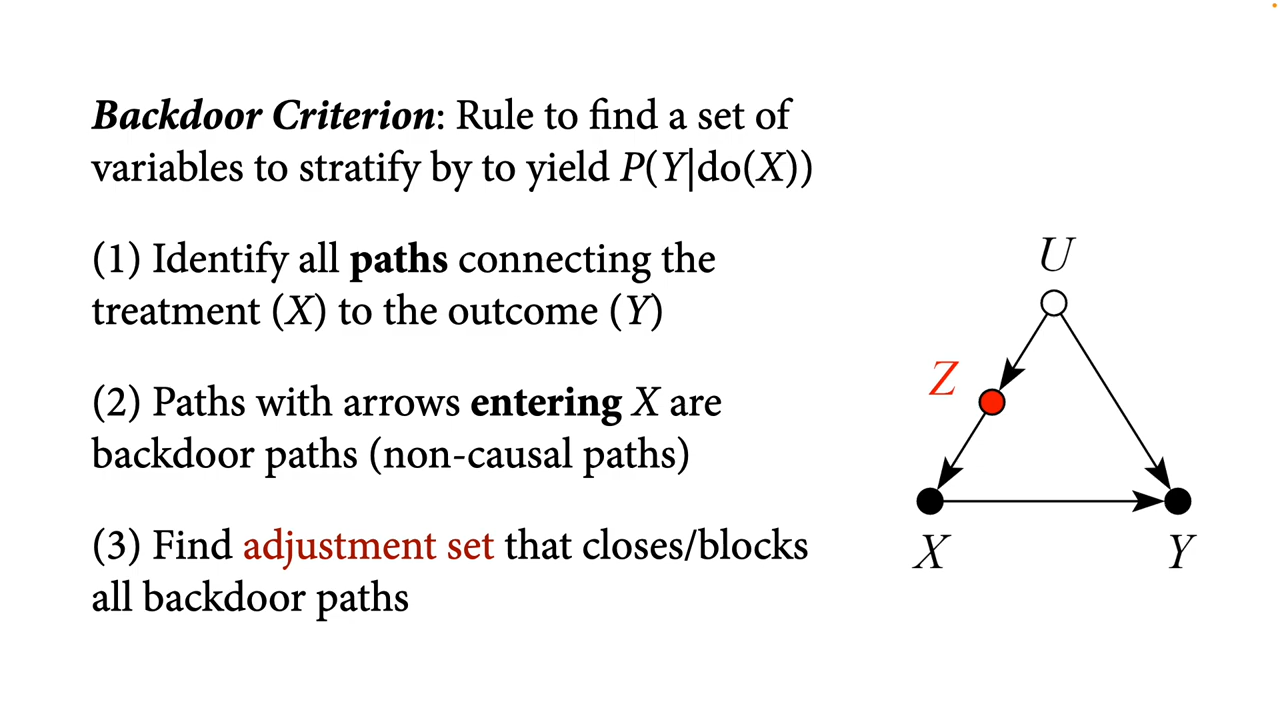 Backdoor Criterion: Rule to find a set of
variables to stratify by to yield P(Y|do(X))
(1) Identify all paths connecting the
treatment (X) to the outcome (Y)
(2) Paths with arrows entering X are
backdoor paths (non-causal paths)
(3) Find adjustment set that closes/blocks
all backdoor paths
U
Z
X
Y